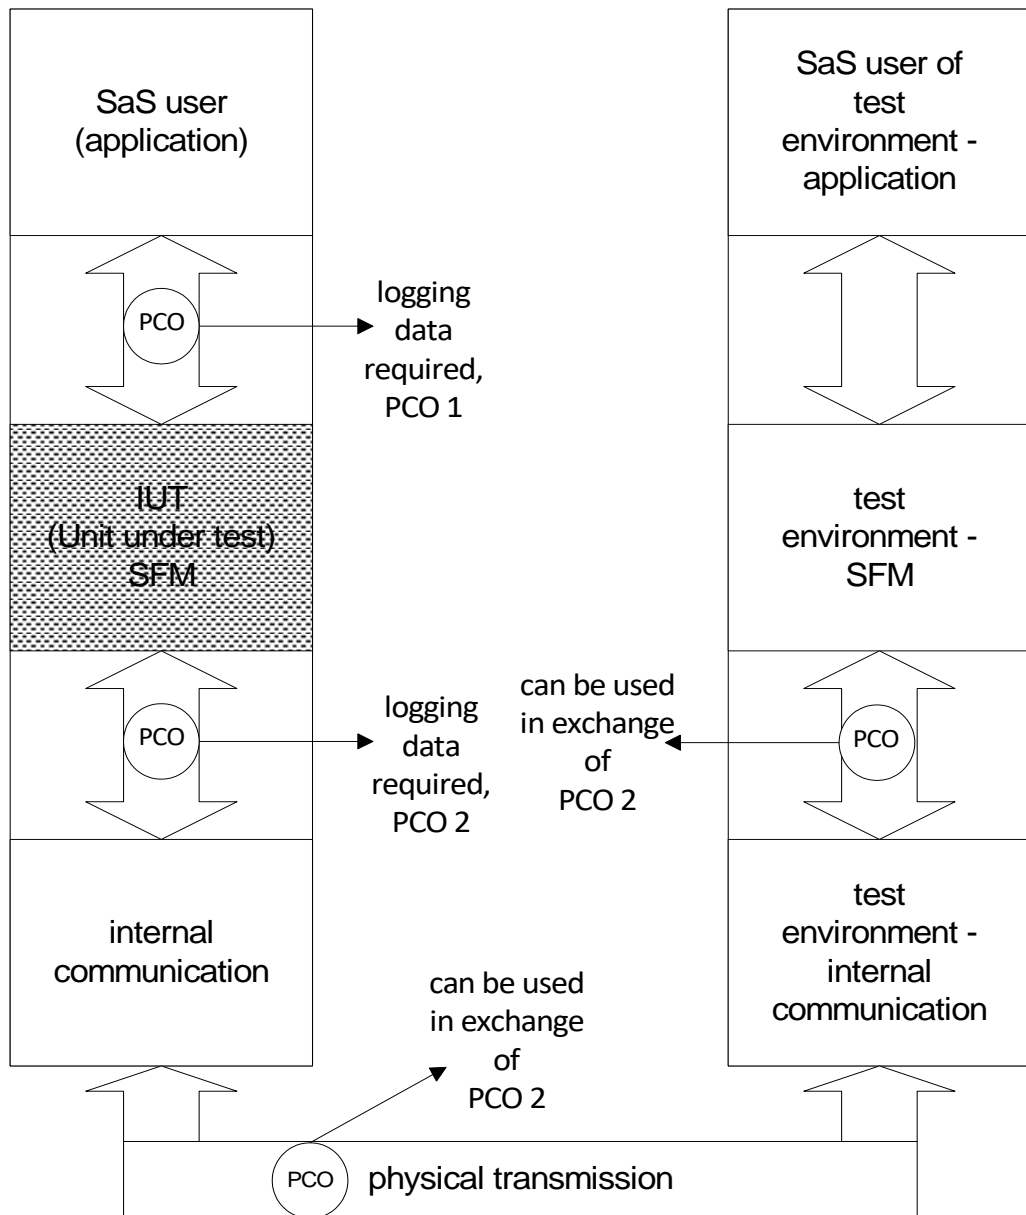 SaS user
(application)
SaS user of
test
environment -
application
PCO
logging
data
required,
PCO 1
IUT
(Unit under test)
SFM
test
environment -
SFM
PCO
logging
data
required,
PCO 2
can be used
in exchange
of
PCO 2
PCO
internal
communication
test
environment -
internal
communication
can be used
in exchange
of
PCO 2
PCO
physical transmission